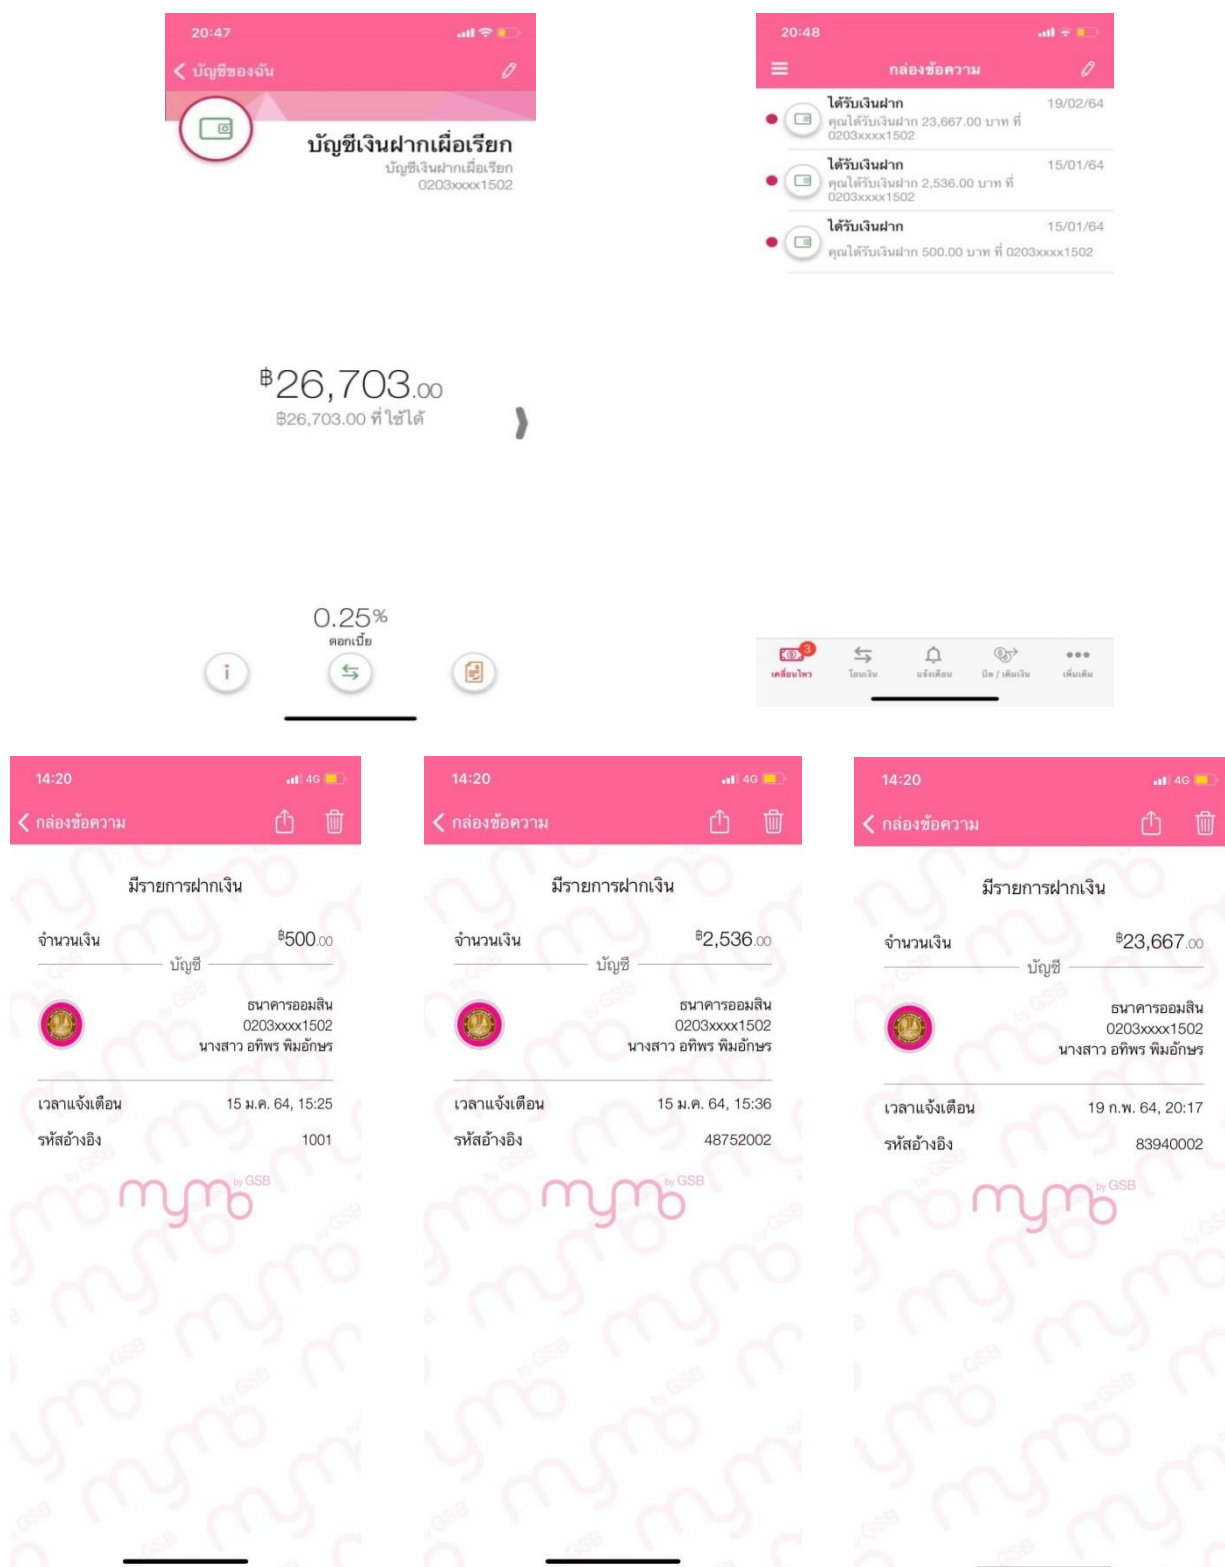 20:47
บัญชีของฉัน
บัญชีเงินฝากเผื่อเรียก
บัญชีเงินฝากเผื่อเรียก
0203xxxx1502
฿26,703.00
฿26,703.00 ที่ใช้ได้
0.25%
ดอกเบี้ย
i
20:48
กล่องข้อความ
ได้รับเงินฝาก 19/02/64
คุณได้รับเงินฝาก 23,667.00 บาท ที่
0203xxxx1502
ได้รับเงินฝาก 15/01/64
คุณได้รับเงินฝาก 2,536.00 บาท ที่
0203xxxx1502
ได้รับเงินฝาก 15/01/64
คุณได้รับเงินฝาก 500.00 บาท ที่ 0203xxxx1502
3
เคลื่อนไหว โอนเงิน แจ้งเตือน บิล / เติมเงิน เพิ่มเติม
14:20 4G
กล่องข้อความ
มีรายการฝากเงิน
จำนวนเงิน ฿500.00
บัญชี
ธนาคารออมสิน
0203xxxx1502
นางสาว อทิพร พิมอักษร
เวลาแจ้งเตือน 15 ม.ค. 64, 15:25
รหัสอ้างอิง 1001
mymo by GSB
14:20 4G
กล่องข้อความ
มีรายการฝากเงิน
จำนวนเงิน ฿2,536.00
บัญชี
ธนาคารออมสิน
0203xxxx1502
นางสาว อทิพร พิมอักษร
เวลาแจ้งเตือน 15 ม.ค. 64, 15:36
รหัสอ้างอิง 48752002
mymo by GSB
14:20 4G
กล่องข้อความ
มีรายการฝากเงิน
จำนวนเงิน ฿23,667.00
บัญชี
ธนาคารออมสิน
0203xxxx1502
นางสาว อทิพร พิมอักษร
เวลาแจ้งเตือน 19 ก.พ. 64, 20:17
รหัสอ้างอิง 83940002
mymo by GSB